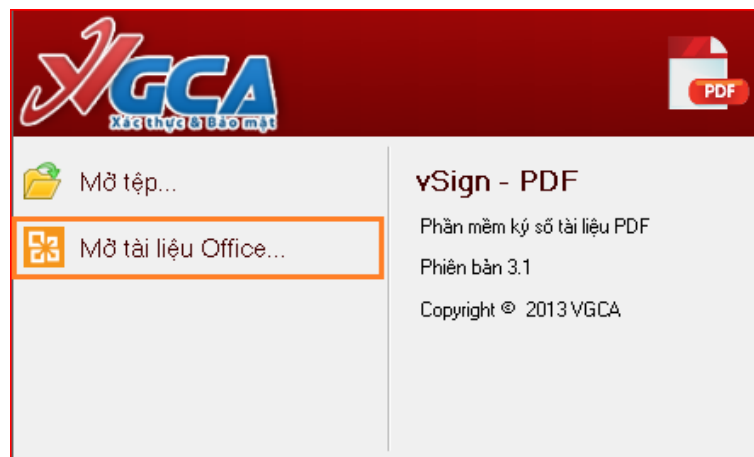 VGCA
Xác thực & Bảo mật
PDF
Mở tệp...
Mở tài liệu Office...
vSign - PDF
Phần mềm ký số tài liệu PDF
Phiên bản 3.1
Copyright © 2013 VGCA